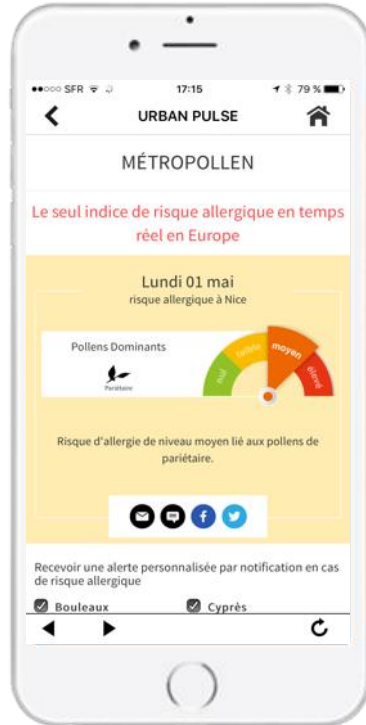 SFR 17:15 79 %
URBAN PULSE
MÉTROPOLLEN
Le seul indice de risque allergique en temps
réel en Europe
Lundi 01 mai
risque allergique à Nice
Pollens Dominants
Pariétaire
nul
faible
moyen
élevé
Risque d'allergie de niveau moyen lié aux pollens de
pariétaire.
Recevoir une alerte personnalisée par notification en cas
de risque allergique
Bouleaux Cyprès